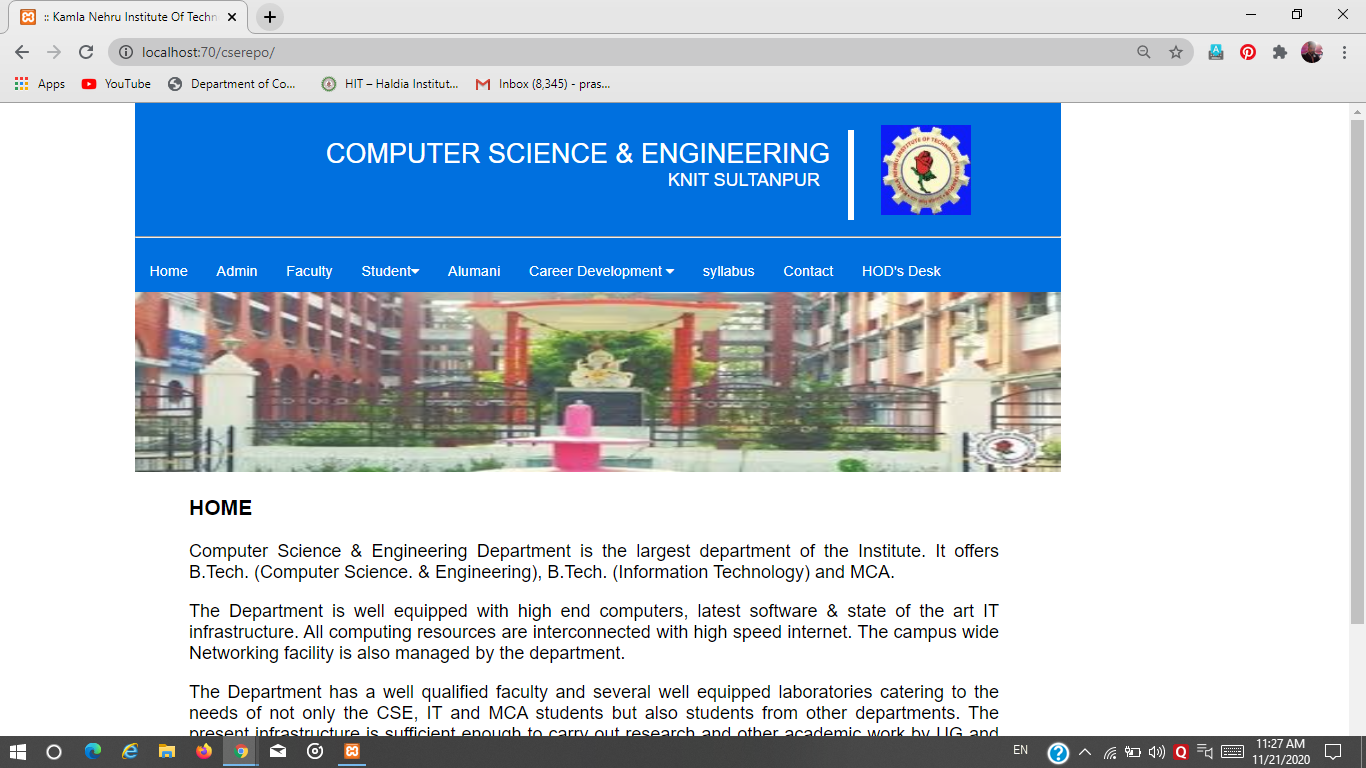 :: Kamla Nehru Institute Of Techn
localhost:70/cserepo/
Apps YouTube Department of Co... HIT – Haldia Institut... Inbox (8,345) - pras...
COMPUTER SCIENCE & ENGINEERING
KNIT SULTANPUR
Home Admin Faculty Student Alumani Career Development syllabus Contact HOD's Desk
HOME
Computer Science & Engineering Department is the largest department of the Institute. It offers
B.Tech. (Computer Science. & Engineering), B.Tech. (Information Technology) and MCA.
The Department is well equipped with high end computers, latest software & state of the art IT
infrastructure. All computing resources are interconnected with high speed internet. The campus wide
Networking facility is also managed by the department.
The Department has a well qualified faculty and several well equipped laboratories catering to the
needs of not only the CSE, IT and MCA students but also students from other departments. The
present infrastructure is sufficient enough to carry out research and other academic work by UG and
EN
11:27 AM
11/21/2020